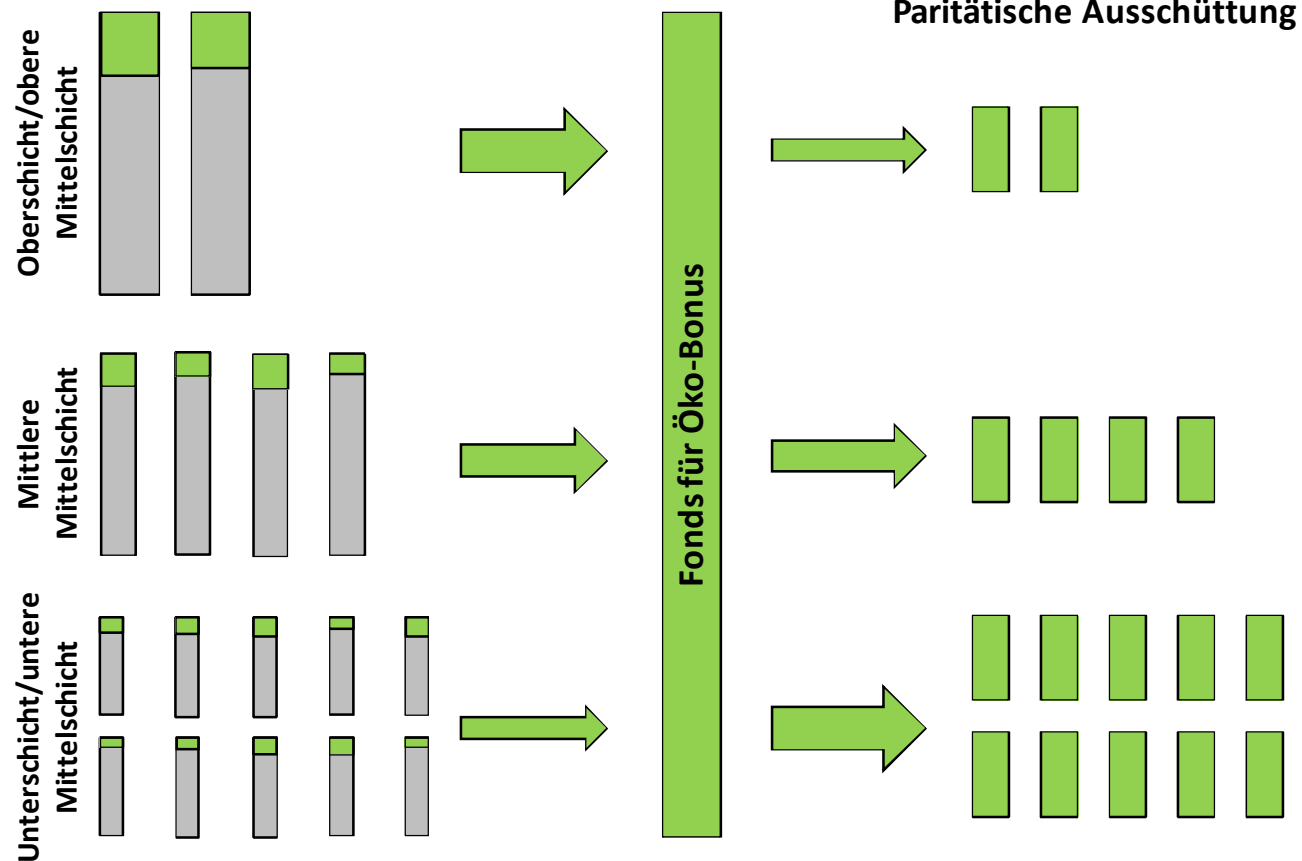 Paritätische Ausschüttung
Oberschicht/obere
Mittelschicht
Mittlere
Mittelschicht
Unterschicht/untere
Mittelschicht
Fonds für Öko-Bonus